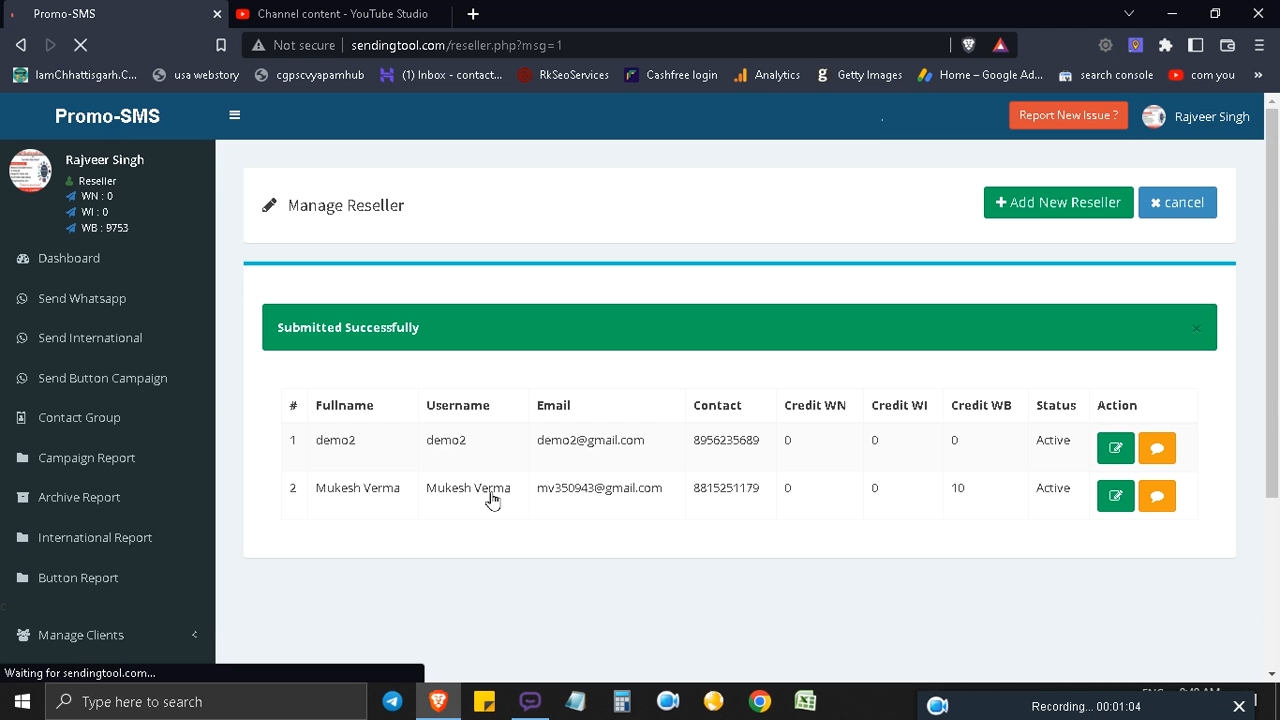 Promo-SMS
Channel content - YouTube Studio
Not secure
sendingtool.com/reseller.php?msg=1
IamChhattisgarh.C...
usa webstory
cgpscvyapamhub
(1) Inbox - contact....
RkSeoServices
Cashfree login
Analytics
Getty Images
Home – Google Ad...
search console
com you
»
Promo-SMS
Report New Issue ?
Rajveer Singh
Rajveer Singh
Reseller
WN : 0
WI : 0
WB : 9753
Manage Reseller
Add New Reseller
cancel
Dashboard
Send Whatsapp
Send International
Send Button Campaign
Contact Group
Campaign Report
Archive Report
International Report
Button Report
Manage Clients
Submitted Successfully
# Fullname Username Email Contact Credit WN Credit WI Credit WB Status Action
1 demo2 demo2 demo2@gmail.com 8956235689 0 0 0 Active
2 Mukesh Verma Mukesh Verma mv350943@gmail.com 8815251179 0 0 10 Active
Waiting for sendingtool.com...
Type here to search
Recording... 00:01:04